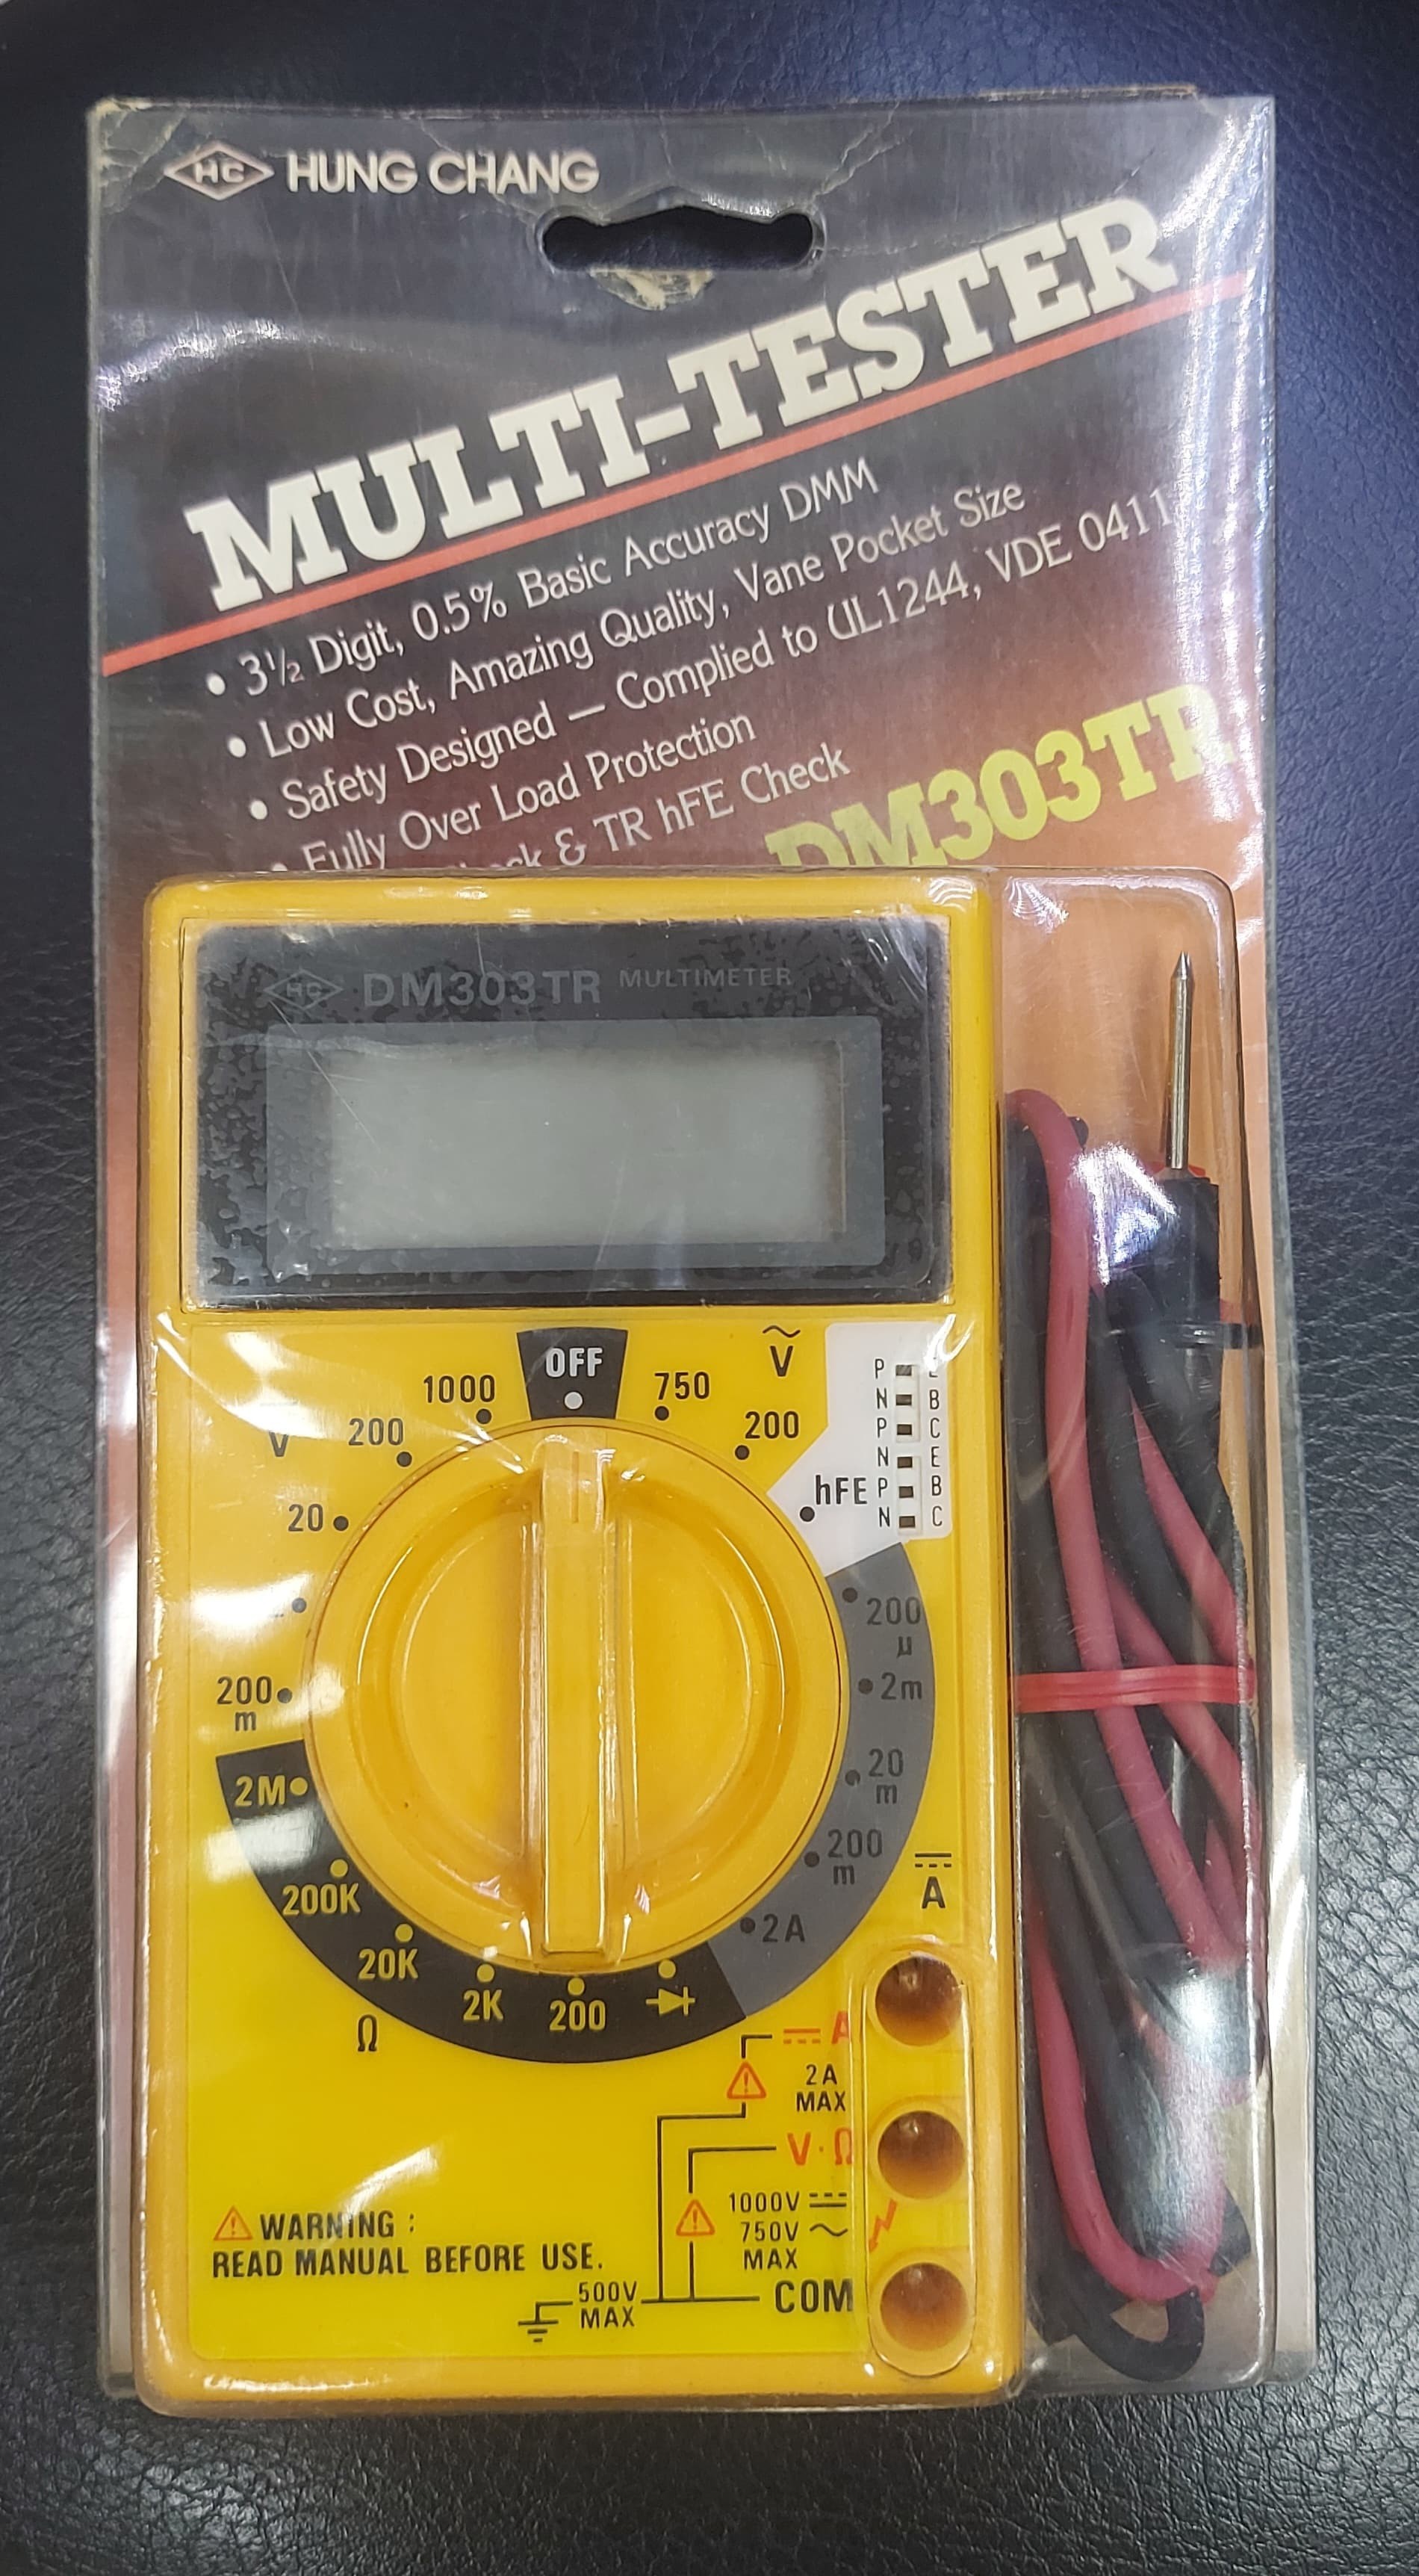 HC HUNG CHANG
MULTI-TESTER
• 3½ Digit, 0.5% Basic Accuracy DMM
• Low Cost, Amazing Quality, Vane Pocket Size
• Safety Designed — Complied to UL1244, VDE 0411
• Fully Over Load Protection
& TR hFE Check
DM303TR
HC DM303TR MULTIMETER
OFF
1000
750
V
200
200
V
20
200
m
hFE
P
N B
P C
N E
P B
N C
200
μ
2m
20
m
200
m
2A
A
2M
200K
20K
2K
200
Ω
A
2A
MAX
V·Ω
1000V
750V
MAX
COM
500V
MAX
WARNING :
READ MANUAL BEFORE USE.